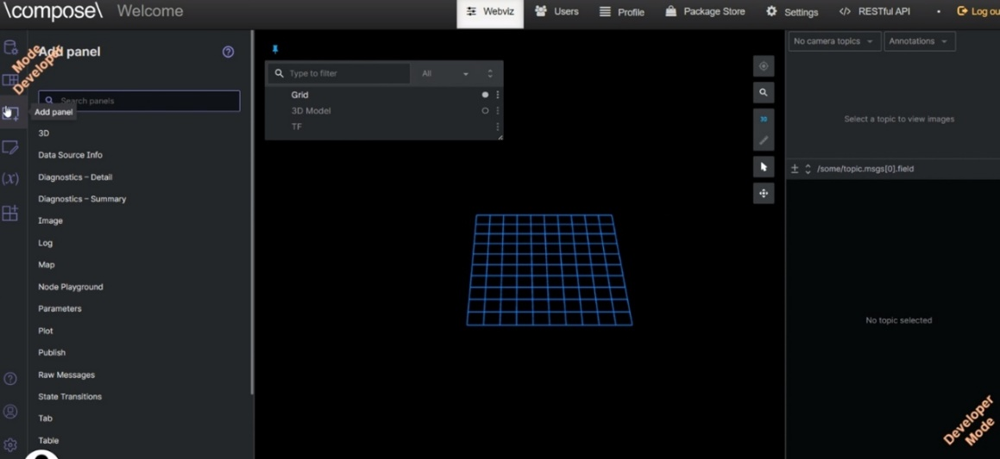 \compose\ Welcome
Webviz
Users
Profile
Package Store
Settings
</> RESTful API
Log ou
Mode
Developer
Add panel
Search panels
Add panel
3D
Data Source Info
Diagnostics – Detail
Diagnostics – Summary
Image
Log
Map
Node Playground
Parameters
Plot
Publish
Raw Messages
State Transitions
Tab
Table
Type to filter
All
Grid
3D Model
TF
3D
No camera topics
Annotations
Select a topic to view images
/some/topic.msgs[0].field
No topic selected
Developer
Mode